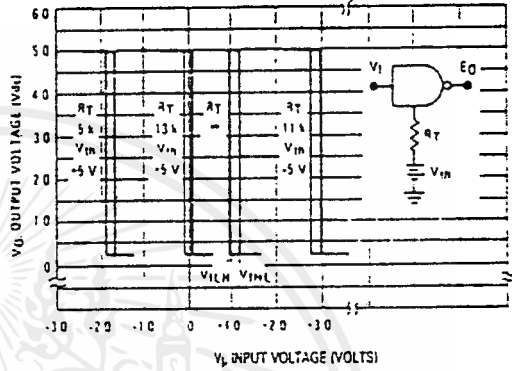 V₀, OUTPUT VOLTAGE (Vdc)
6 0
5 0
4 0
3 0
2 0
1 0
0
RT
5 k
Vth
+5 V
RT
13 k
Vth
-5 V
RT
∞
RT
11 k
Vth
-5 V
VI
EO
RT
Vth
VILH VIHL
-3 0 -2 0 -1 0 0 +1 0 +2 0 +3 0
VI, INPUT VOLTAGE (VOLTS)